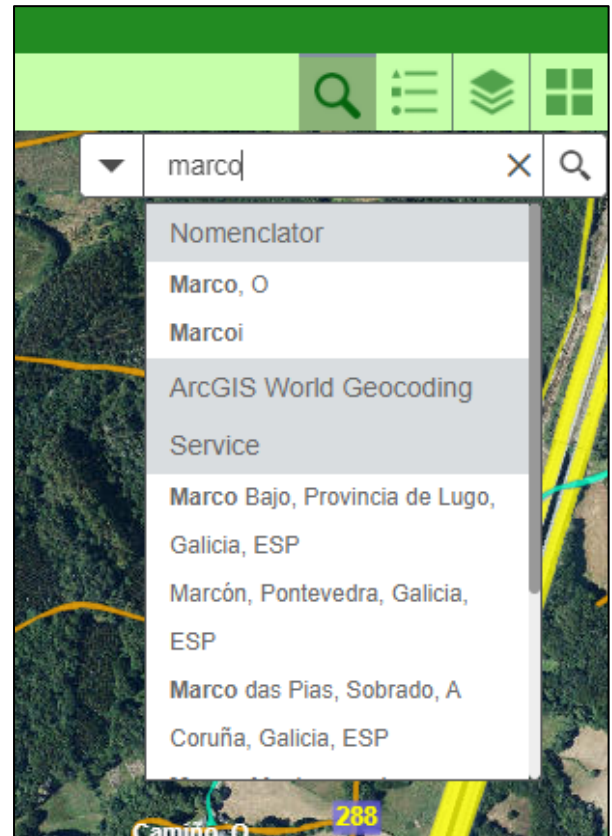 marco
Nomenclator
Marco, O
Marcoi
ArcGIS World Geocoding
Service
Marco Bajo, Provincia de Lugo,
Galicia, ESP
Marcón, Pontevedra, Galicia,
ESP
Marco das Pias, Sobrado, A
Coruña, Galicia, ESP
288
Camiño, O